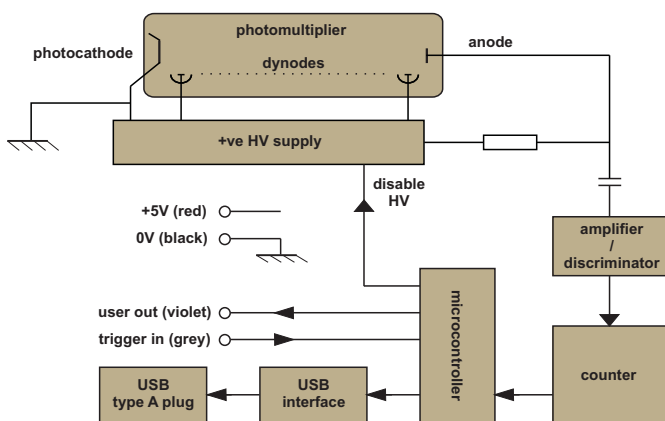 photomultiplier
photocathode
anode
dynodes
+ve HV supply
disable
HV
+5V (red)
0V (black)
amplifier
/
discriminator
user out (violet)
trigger in (grey)
microcontroller
counter
USB
type A plug
USB
interface